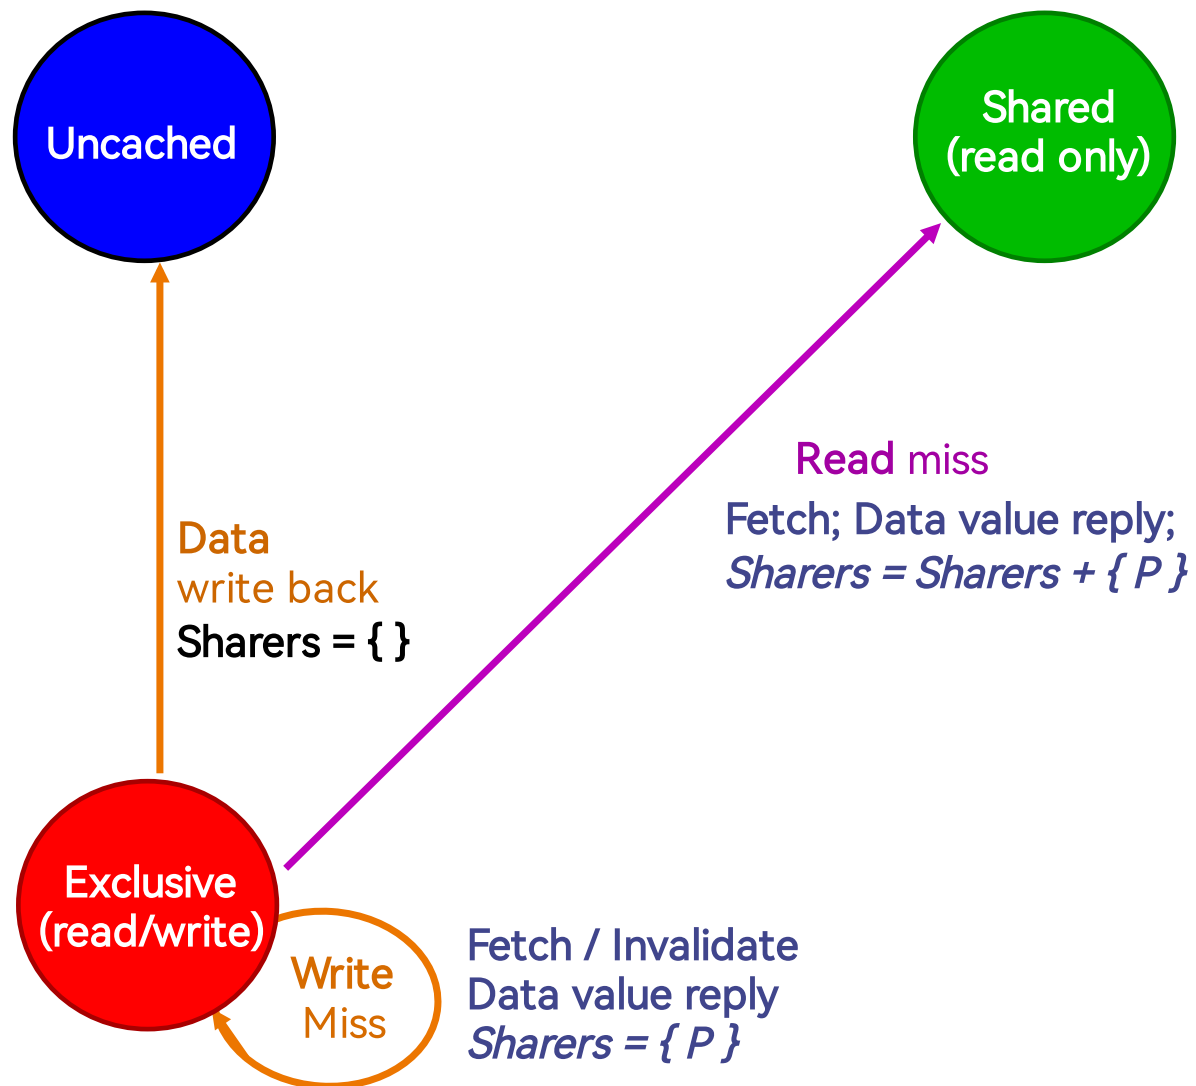 Uncached
Shared
(read only)
Read miss
Fetch; Data value reply;
Sharers = Sharers + { P }
Data
write back
Sharers = { }
Exclusive
(read/write)
Write
Miss
Fetch / Invalidate
Data value reply
Sharers = { P }